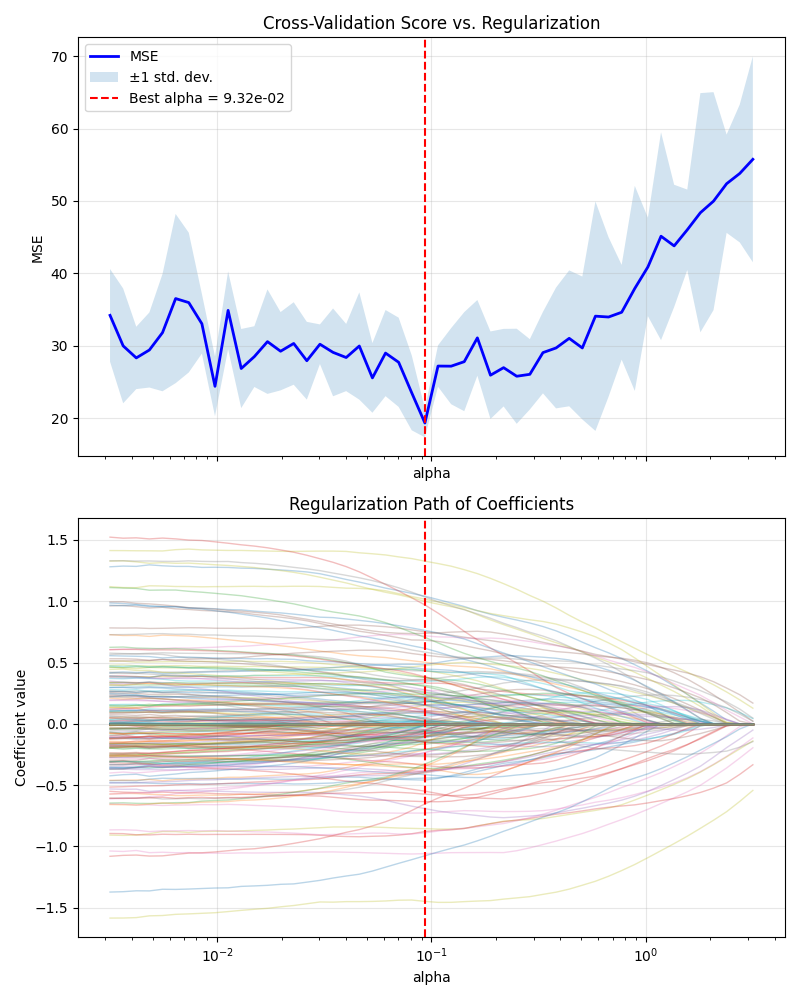 Cross-Validation Score vs. Regularization
70
60
50
40
30
20
MSE
MSE
±1 std. dev.
Best alpha = 9.32e-02
alpha
Regularization Path of Coefficients
1.5
1.0
0.5
0.0
−0.5
−1.0
−1.5
Coefficient value
10⁻² 10⁻¹ 10⁰
alpha